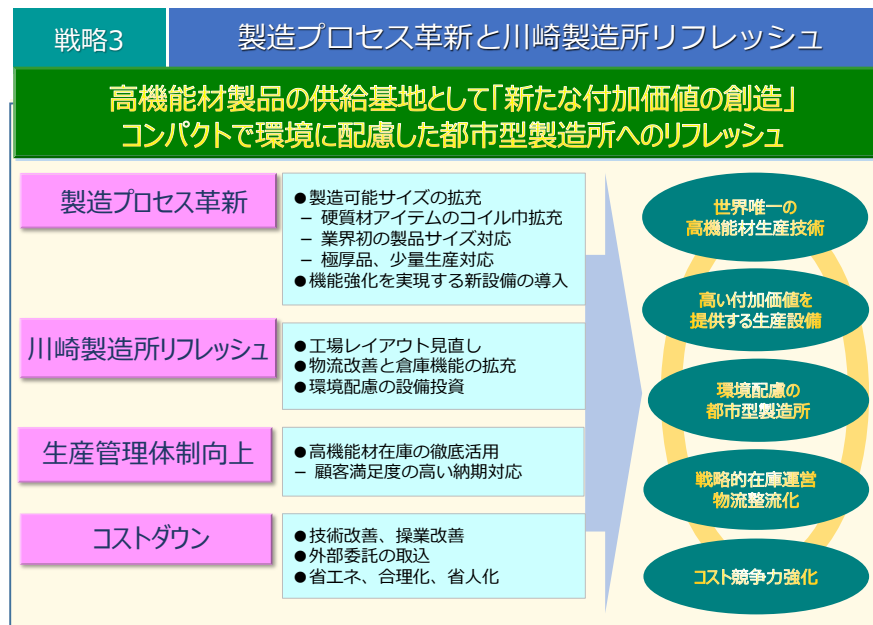 戦略3
製造プロセス革新と川崎製造所リフレッシュ
高機能材製品の供給基地として「新たな付加価値の創造」
コンパクトで環境に配慮した都市型製造所へのリフレッシュ
製造プロセス革新
●製造可能サイズの拡充
– 硬質材アイテムのコイル巾拡充
– 業界初の製品サイズ対応
– 極厚品、少量生産対応
●機能強化を実現する新設備の導入
川崎製造所リフレッシュ
●工場レイアウト見直し
●物流改善と倉庫機能の拡充
●環境配慮の設備投資
生産管理体制向上
●高機能材在庫の徹底活用
– 顧客満足度の高い納期対応
コストダウン
●技術改善、操業改善
●外部委託の取込
●省エネ、合理化、省人化
世界唯一の
高機能材生産技術
高い付加価値を
提供する生産設備
環境配慮の
都市型製造所
戦略的在庫運営
物流整流化
コスト競争力強化